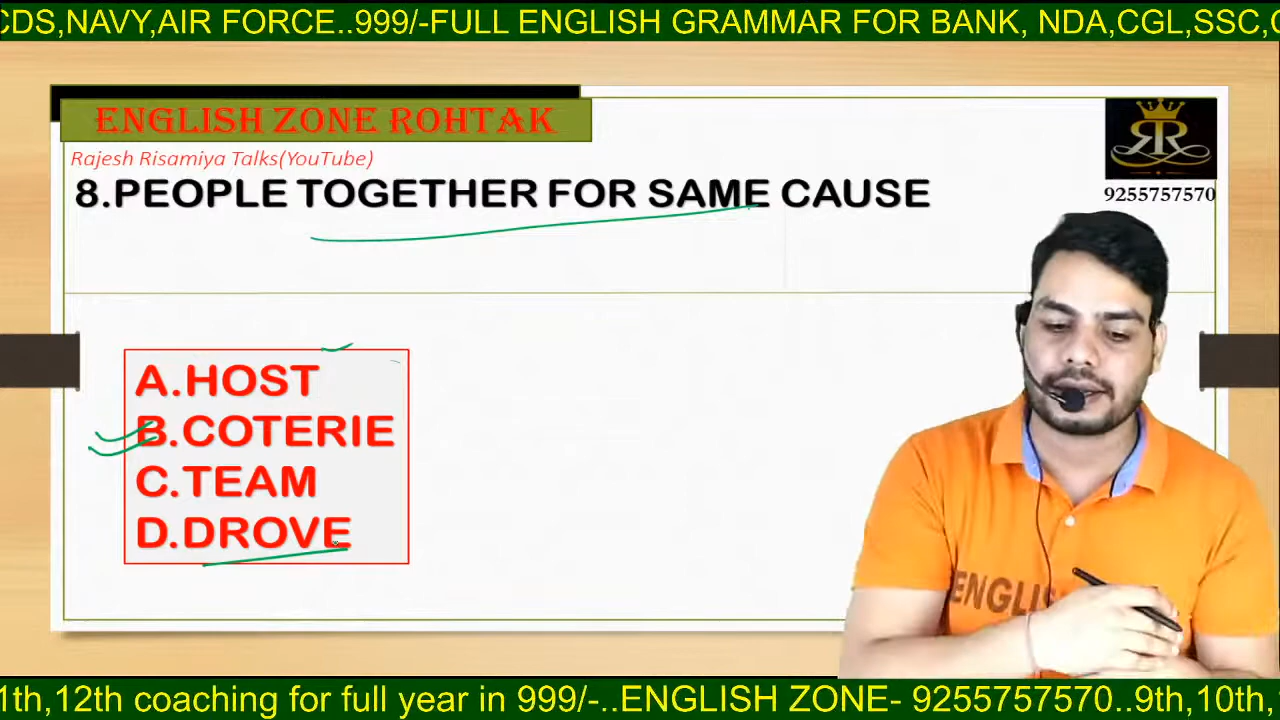 CDS,NAVY,AIR FORCE..999/-FULL ENGLISH GRAMMAR FOR BANK, NDA,CGL,SSC,
ENGLISH ZONE ROHTAK
Rajesh Risamiya Talks(YouTube)
8.PEOPLE TOGETHER FOR SAME CAUSE
RR
9255757570
A.HOST
B.COTERIE
C.TEAM
D.DROVE
ENGLIS
1th,12th coaching for full year in 999/-..ENGLISH ZONE- 9255757570..9th,10th,